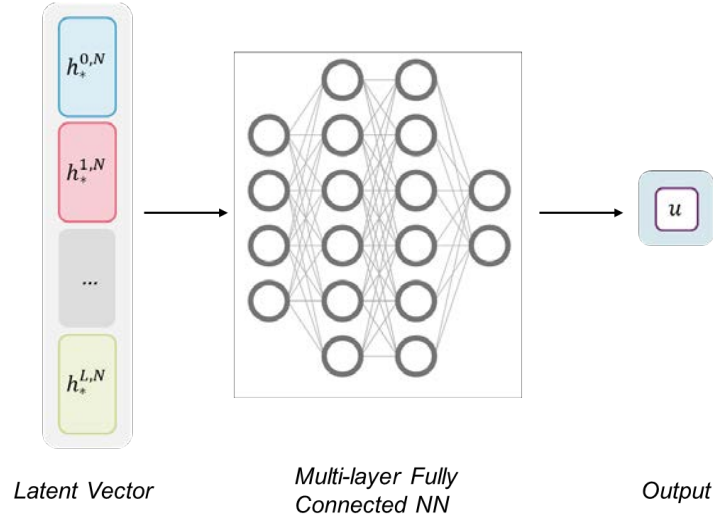 h_*^{0,N}
h_*^{1,N}
...
h_*^{L,N}
u
Latent Vector
Multi-layer Fully
Connected NN
Output